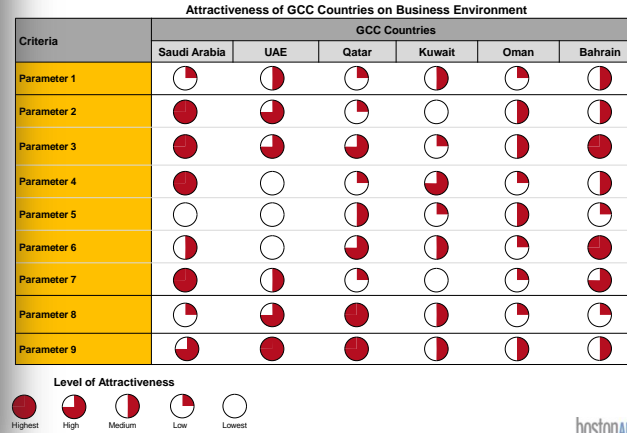 Attractiveness of GCC Countries on Business Environment
Criteria
GCC Countries
Saudi Arabia UAE Qatar Kuwait Oman Bahrain
Parameter 1
Parameter 2
Parameter 3
Parameter 4
Parameter 5
Parameter 6
Parameter 7
Parameter 8
Parameter 9
Level of Attractiveness
Highest High Medium Low Lowest